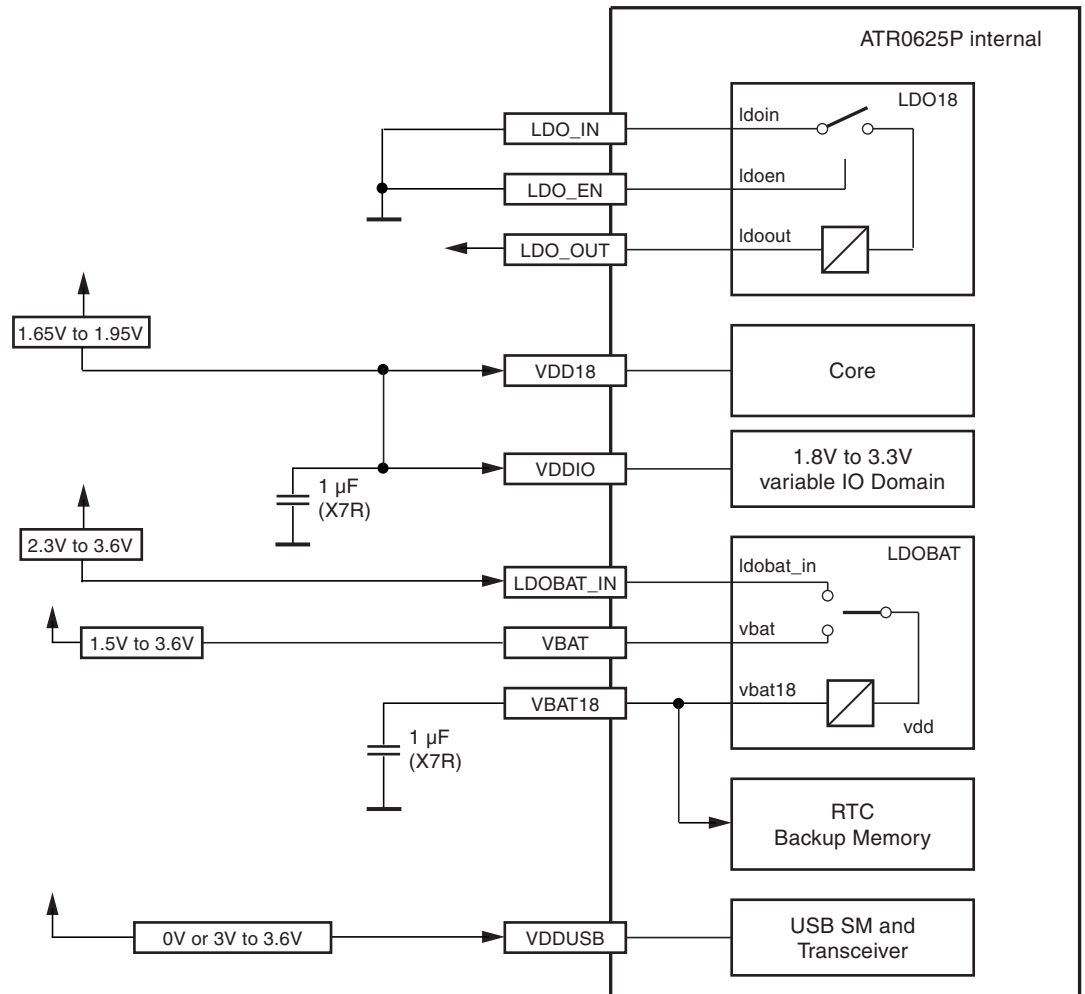 ATR0625P internal
LDO18
LDO_IN
ldoin
LDO_EN
ldoen
LDO_OUT
ldoout
1.65V to 1.95V
VDD18
Core
VDDIO
1.8V to 3.3V
variable IO Domain
1 µF
(X7R)
2.3V to 3.6V
LDOBAT
LDOBAT_IN
ldobat_in
1.5V to 3.6V
VBAT
vbat
VBAT18
vbat18
vdd
1 µF
(X7R)
RTC
Backup Memory
0V or 3V to 3.6V
VDDUSB
USB SM and
Transceiver